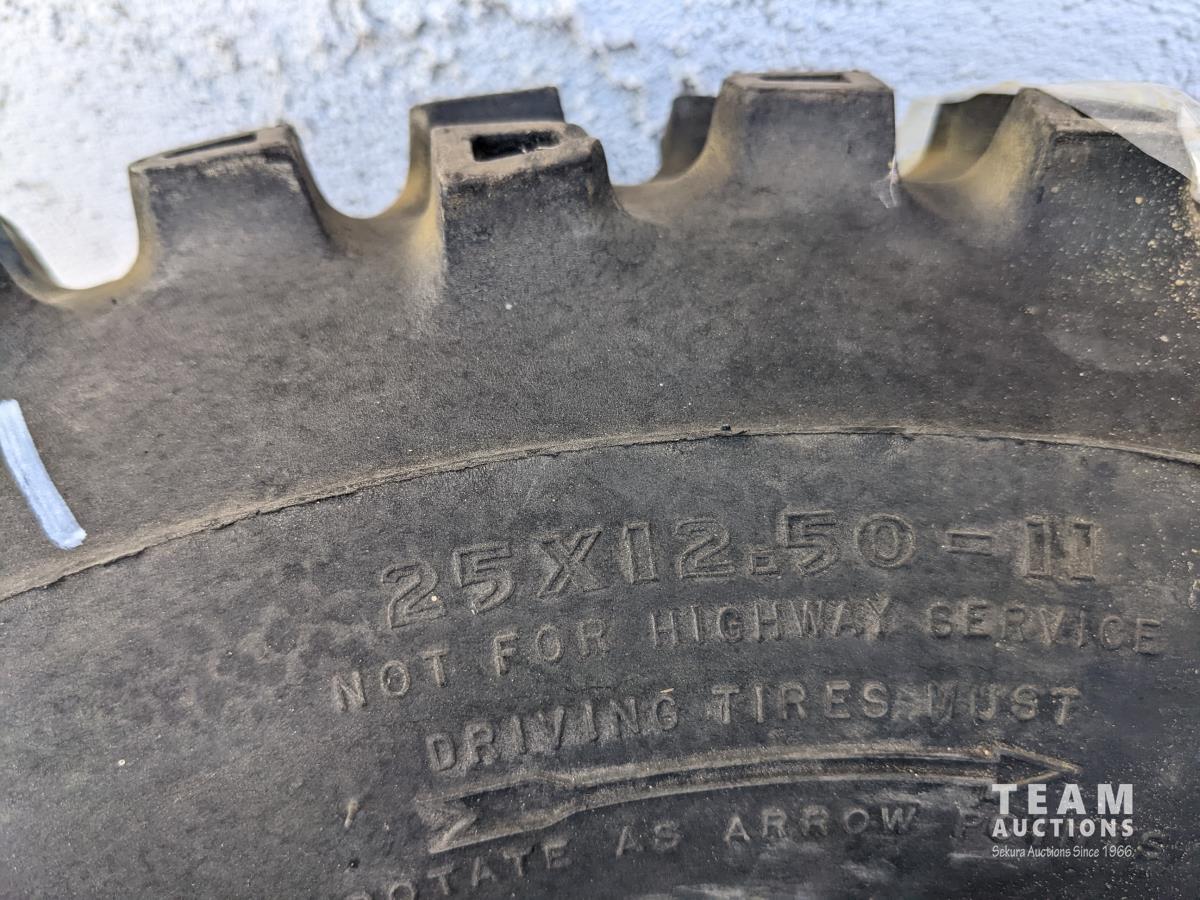 25X12.50-11
NOT FOR HIGHWAY SERVICE
DRIVING TIRES MUST
ROTATE AS ARROW POINTS
TEAM
AUCTIONS
Sekura Auctions Since 1966.